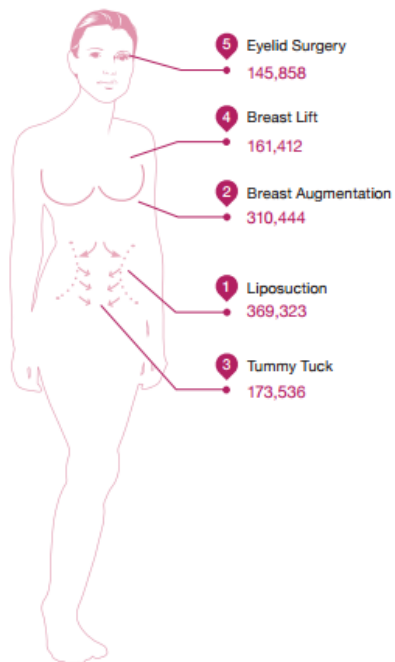 5 Eyelid Surgery
145,858
4 Breast Lift
161,412
2 Breast Augmentation
310,444
1 Liposuction
369,323
3 Tummy Tuck
173,536